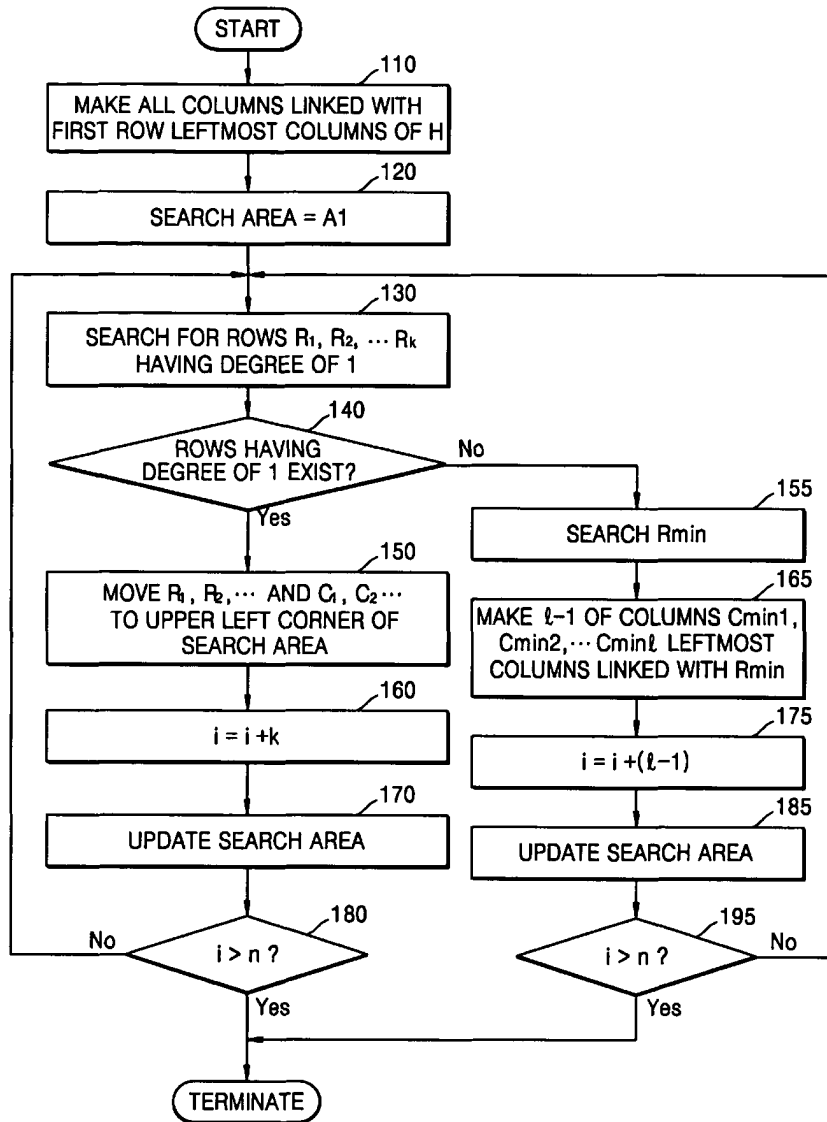 START
110
MAKE ALL COLUMNS LINKED WITH
FIRST ROW LEFTMOST COLUMNS OF H
120
SEARCH AREA = A1
130
SEARCH FOR ROWS R1, R2, ··· Rk
HAVING DEGREE OF 1
140
ROWS HAVING
DEGREE OF 1 EXIST?
No
Yes
150
MOVE R1, R2, ··· AND C1, C2 ···
TO UPPER LEFT CORNER OF
SEARCH AREA
160
i = i +k
170
UPDATE SEARCH AREA
180
i > n ?
No
Yes
155
SEARCH Rmin
165
MAKE ℓ-1 OF COLUMNS Cmin1,
Cmin2, ··· Cminℓ LEFTMOST
COLUMNS LINKED WITH Rmin
175
i = i +(ℓ-1)
185
UPDATE SEARCH AREA
195
i > n ?
No
Yes
TERMINATE